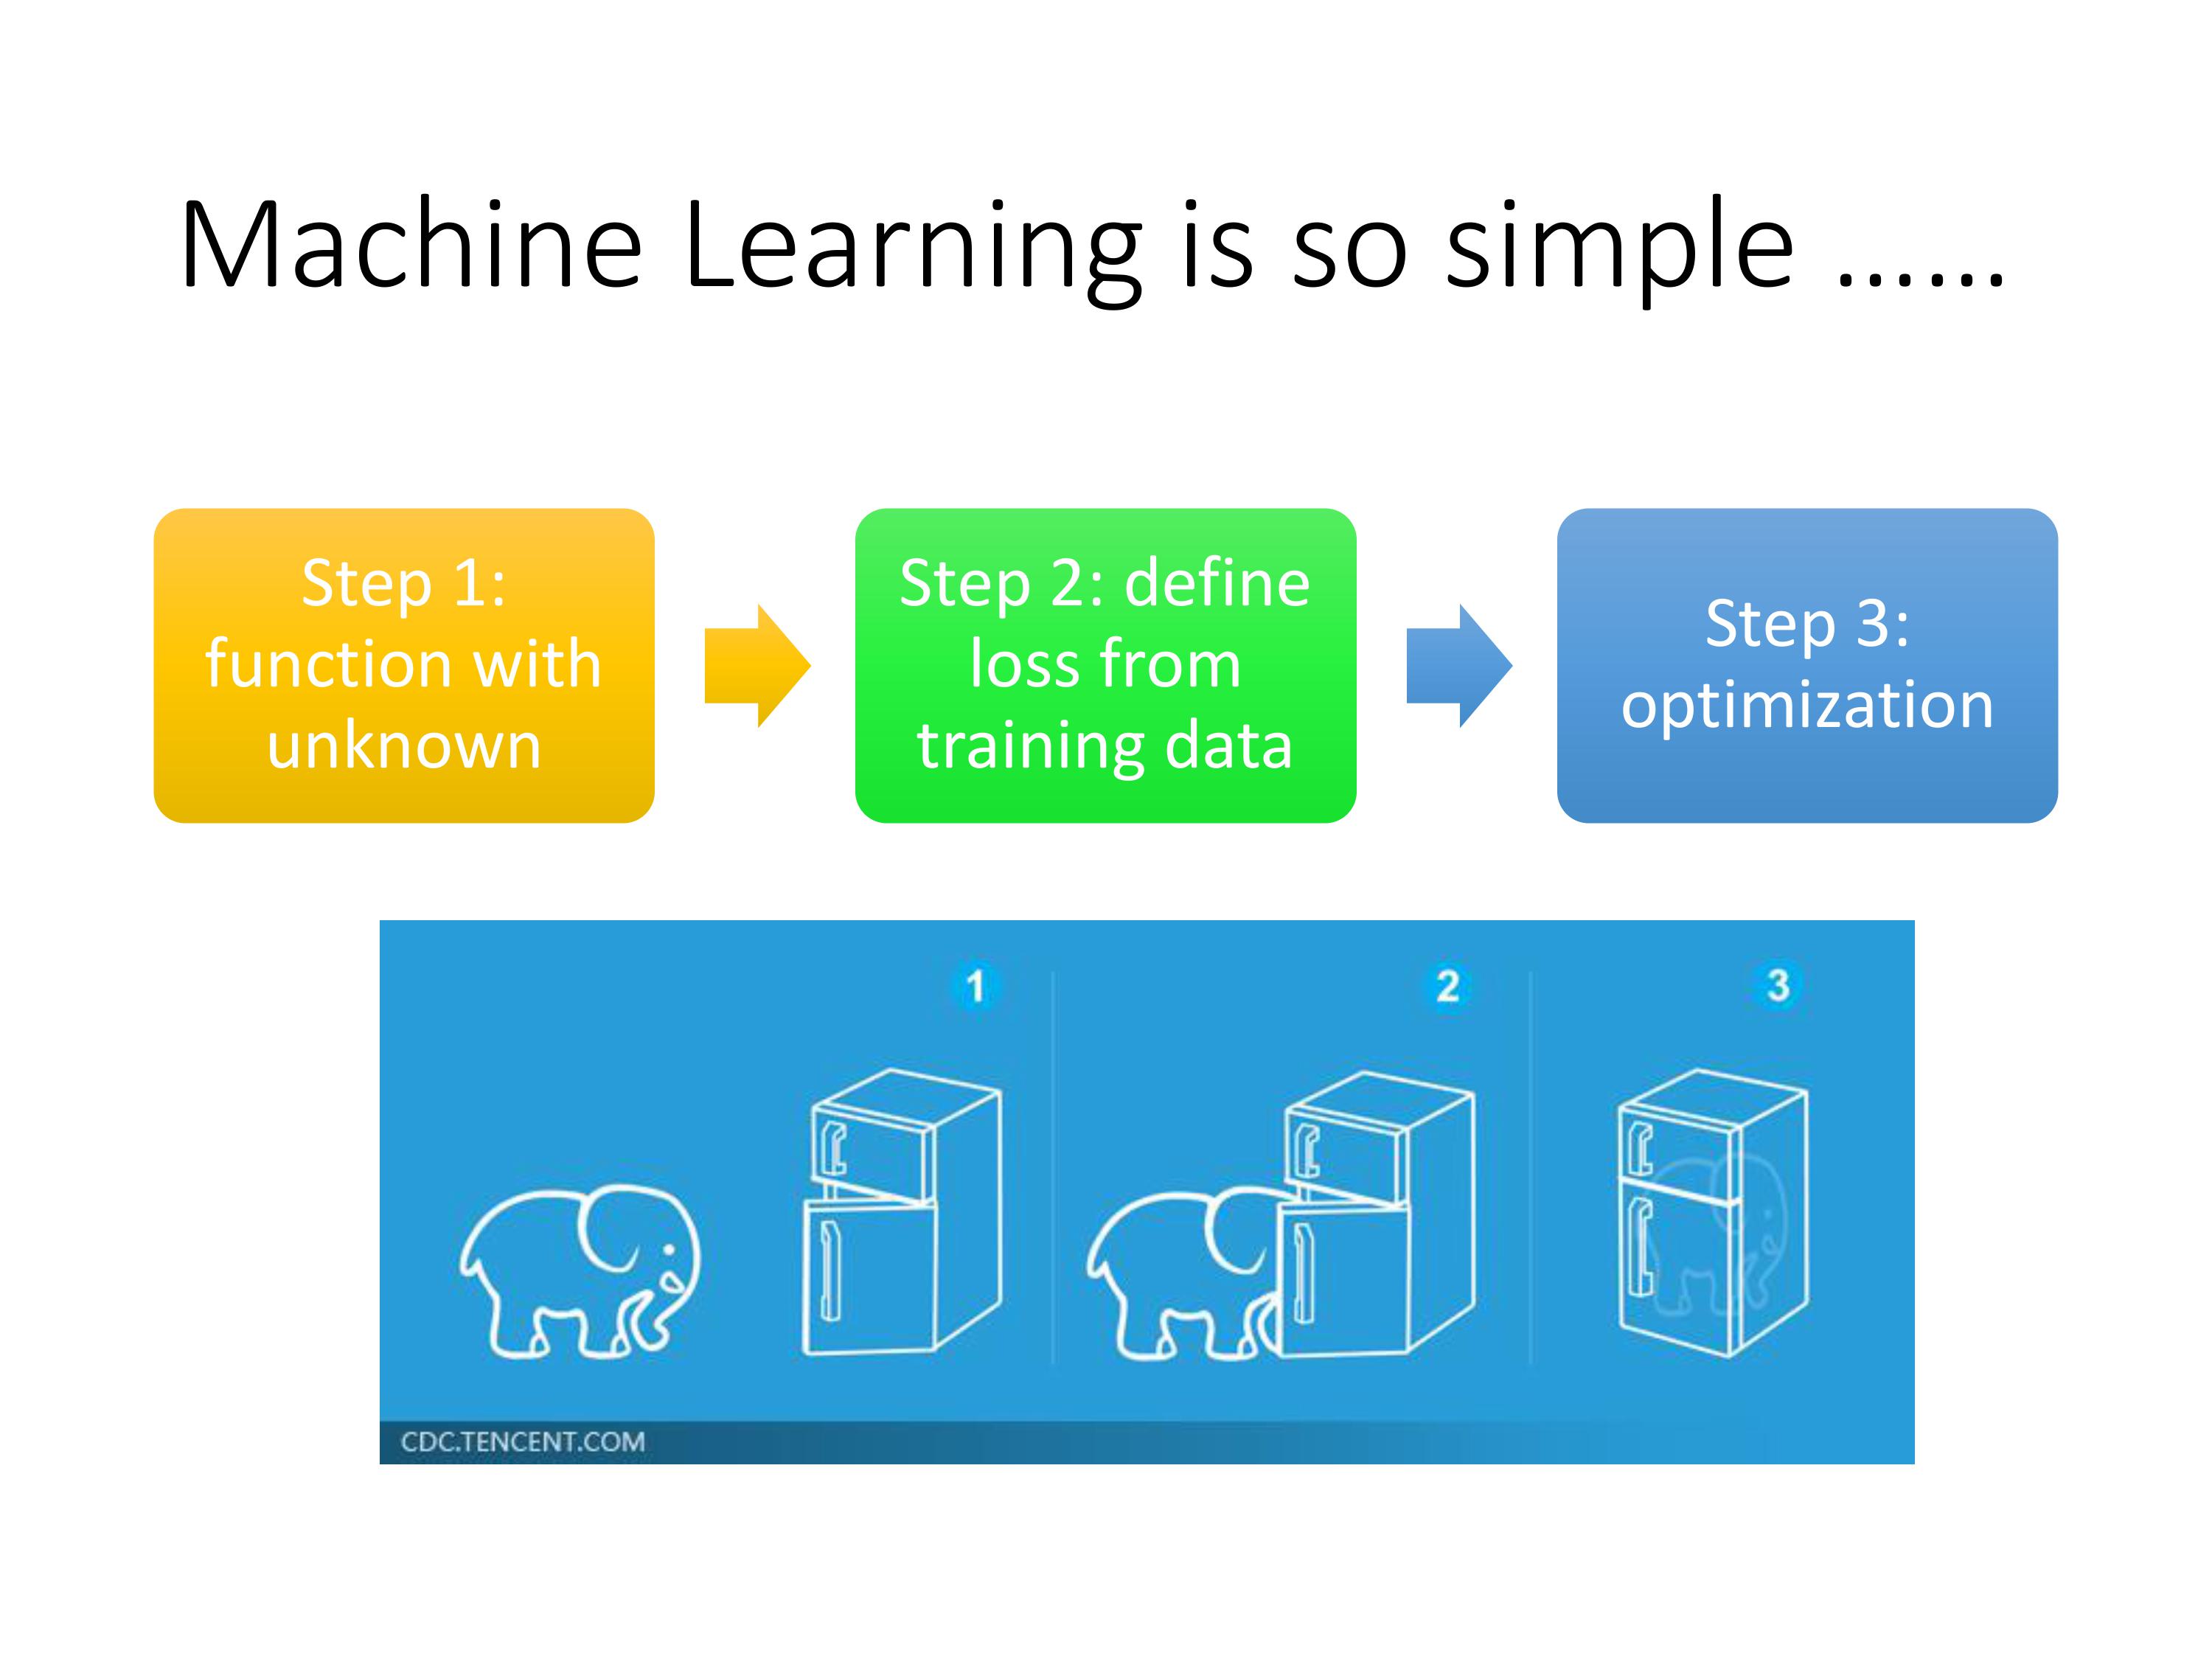 Machine Learning is so simple ……
Step 1:
function with
unknown
Step 2: define
loss from
training data
Step 3:
optimization
1
2
3
CDC.TENCENT.COM